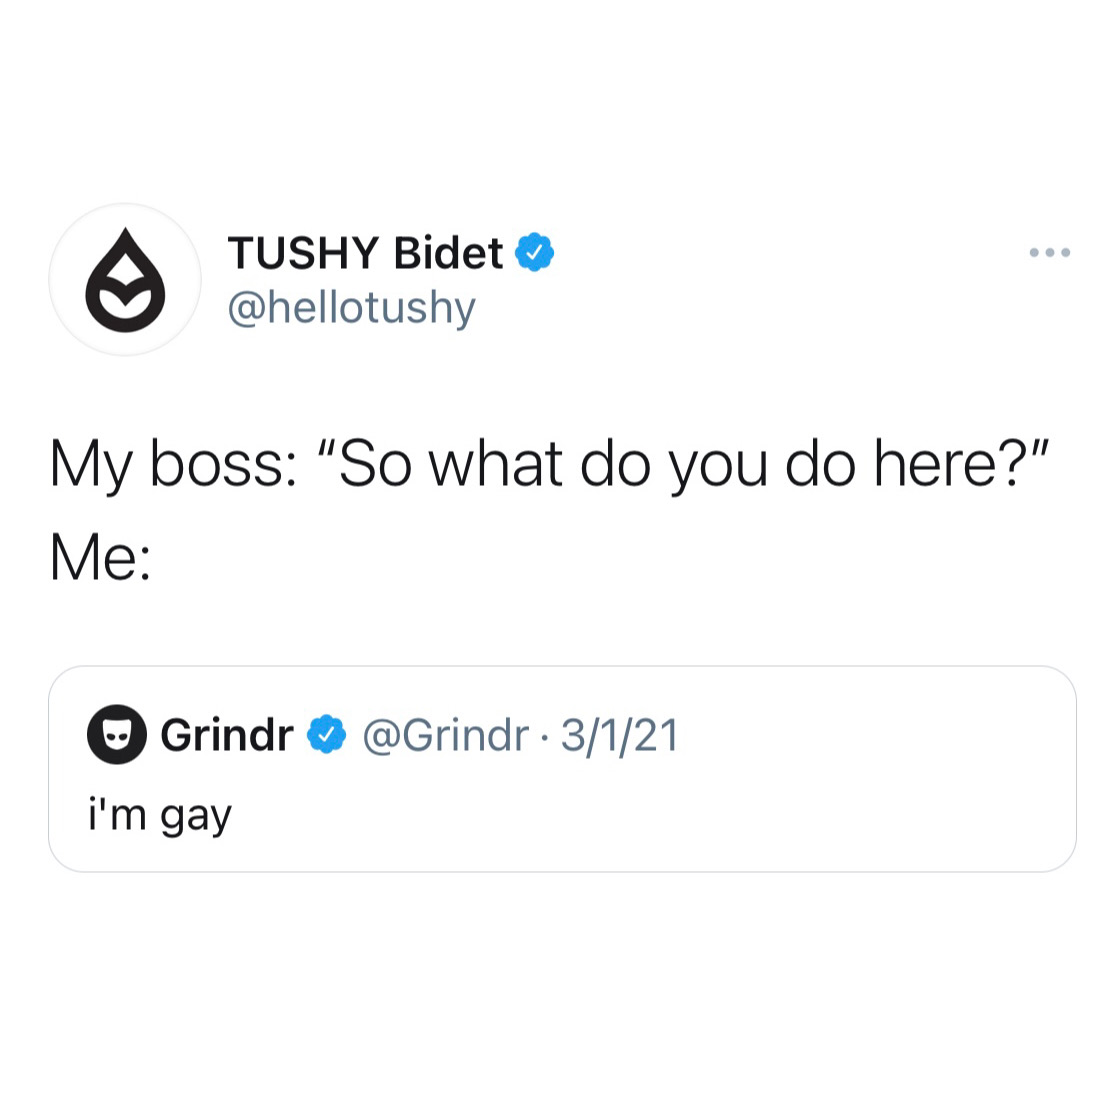 TUSHY Bidet
@hellotushy
My boss: “So what do you do here?”
Me:
Grindr @Grindr · 3/1/21
i'm gay